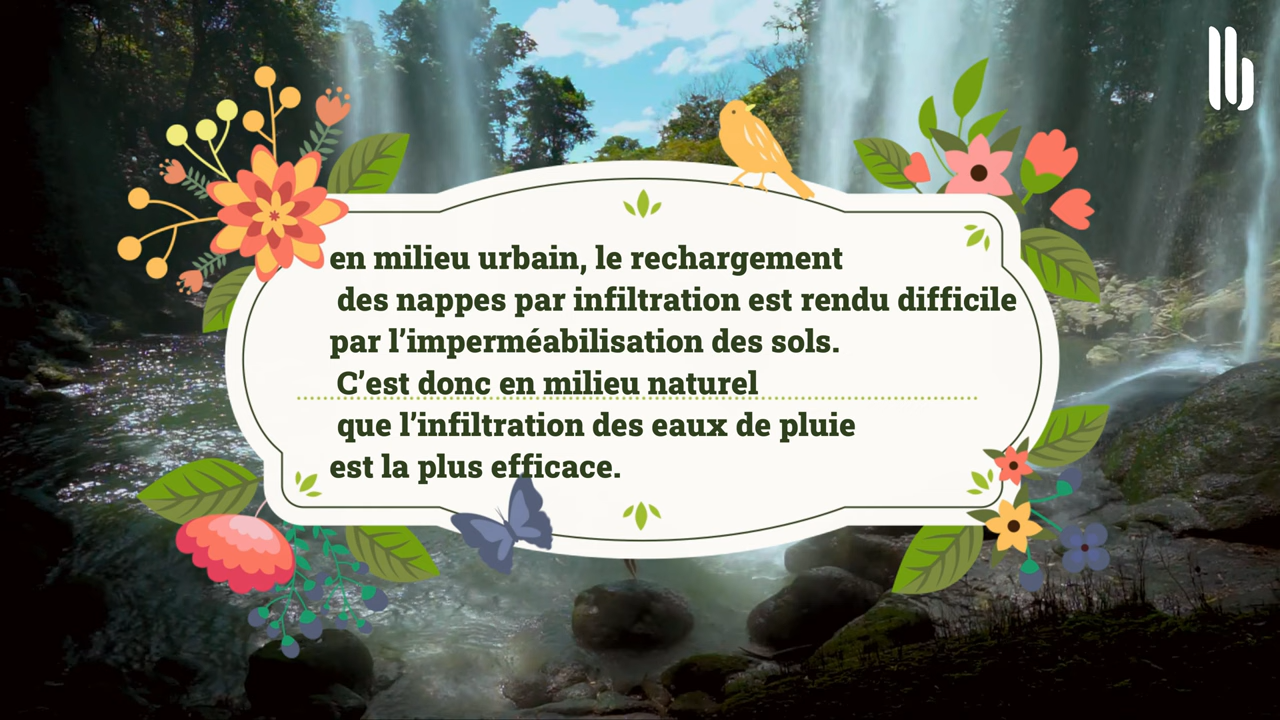 en milieu urbain, le rechargement
des nappes par infiltration est rendu difficile
par l’imperméabilisation des sols.
C’est donc en milieu naturel
que l’infiltration des eaux de pluie
est la plus efficace.